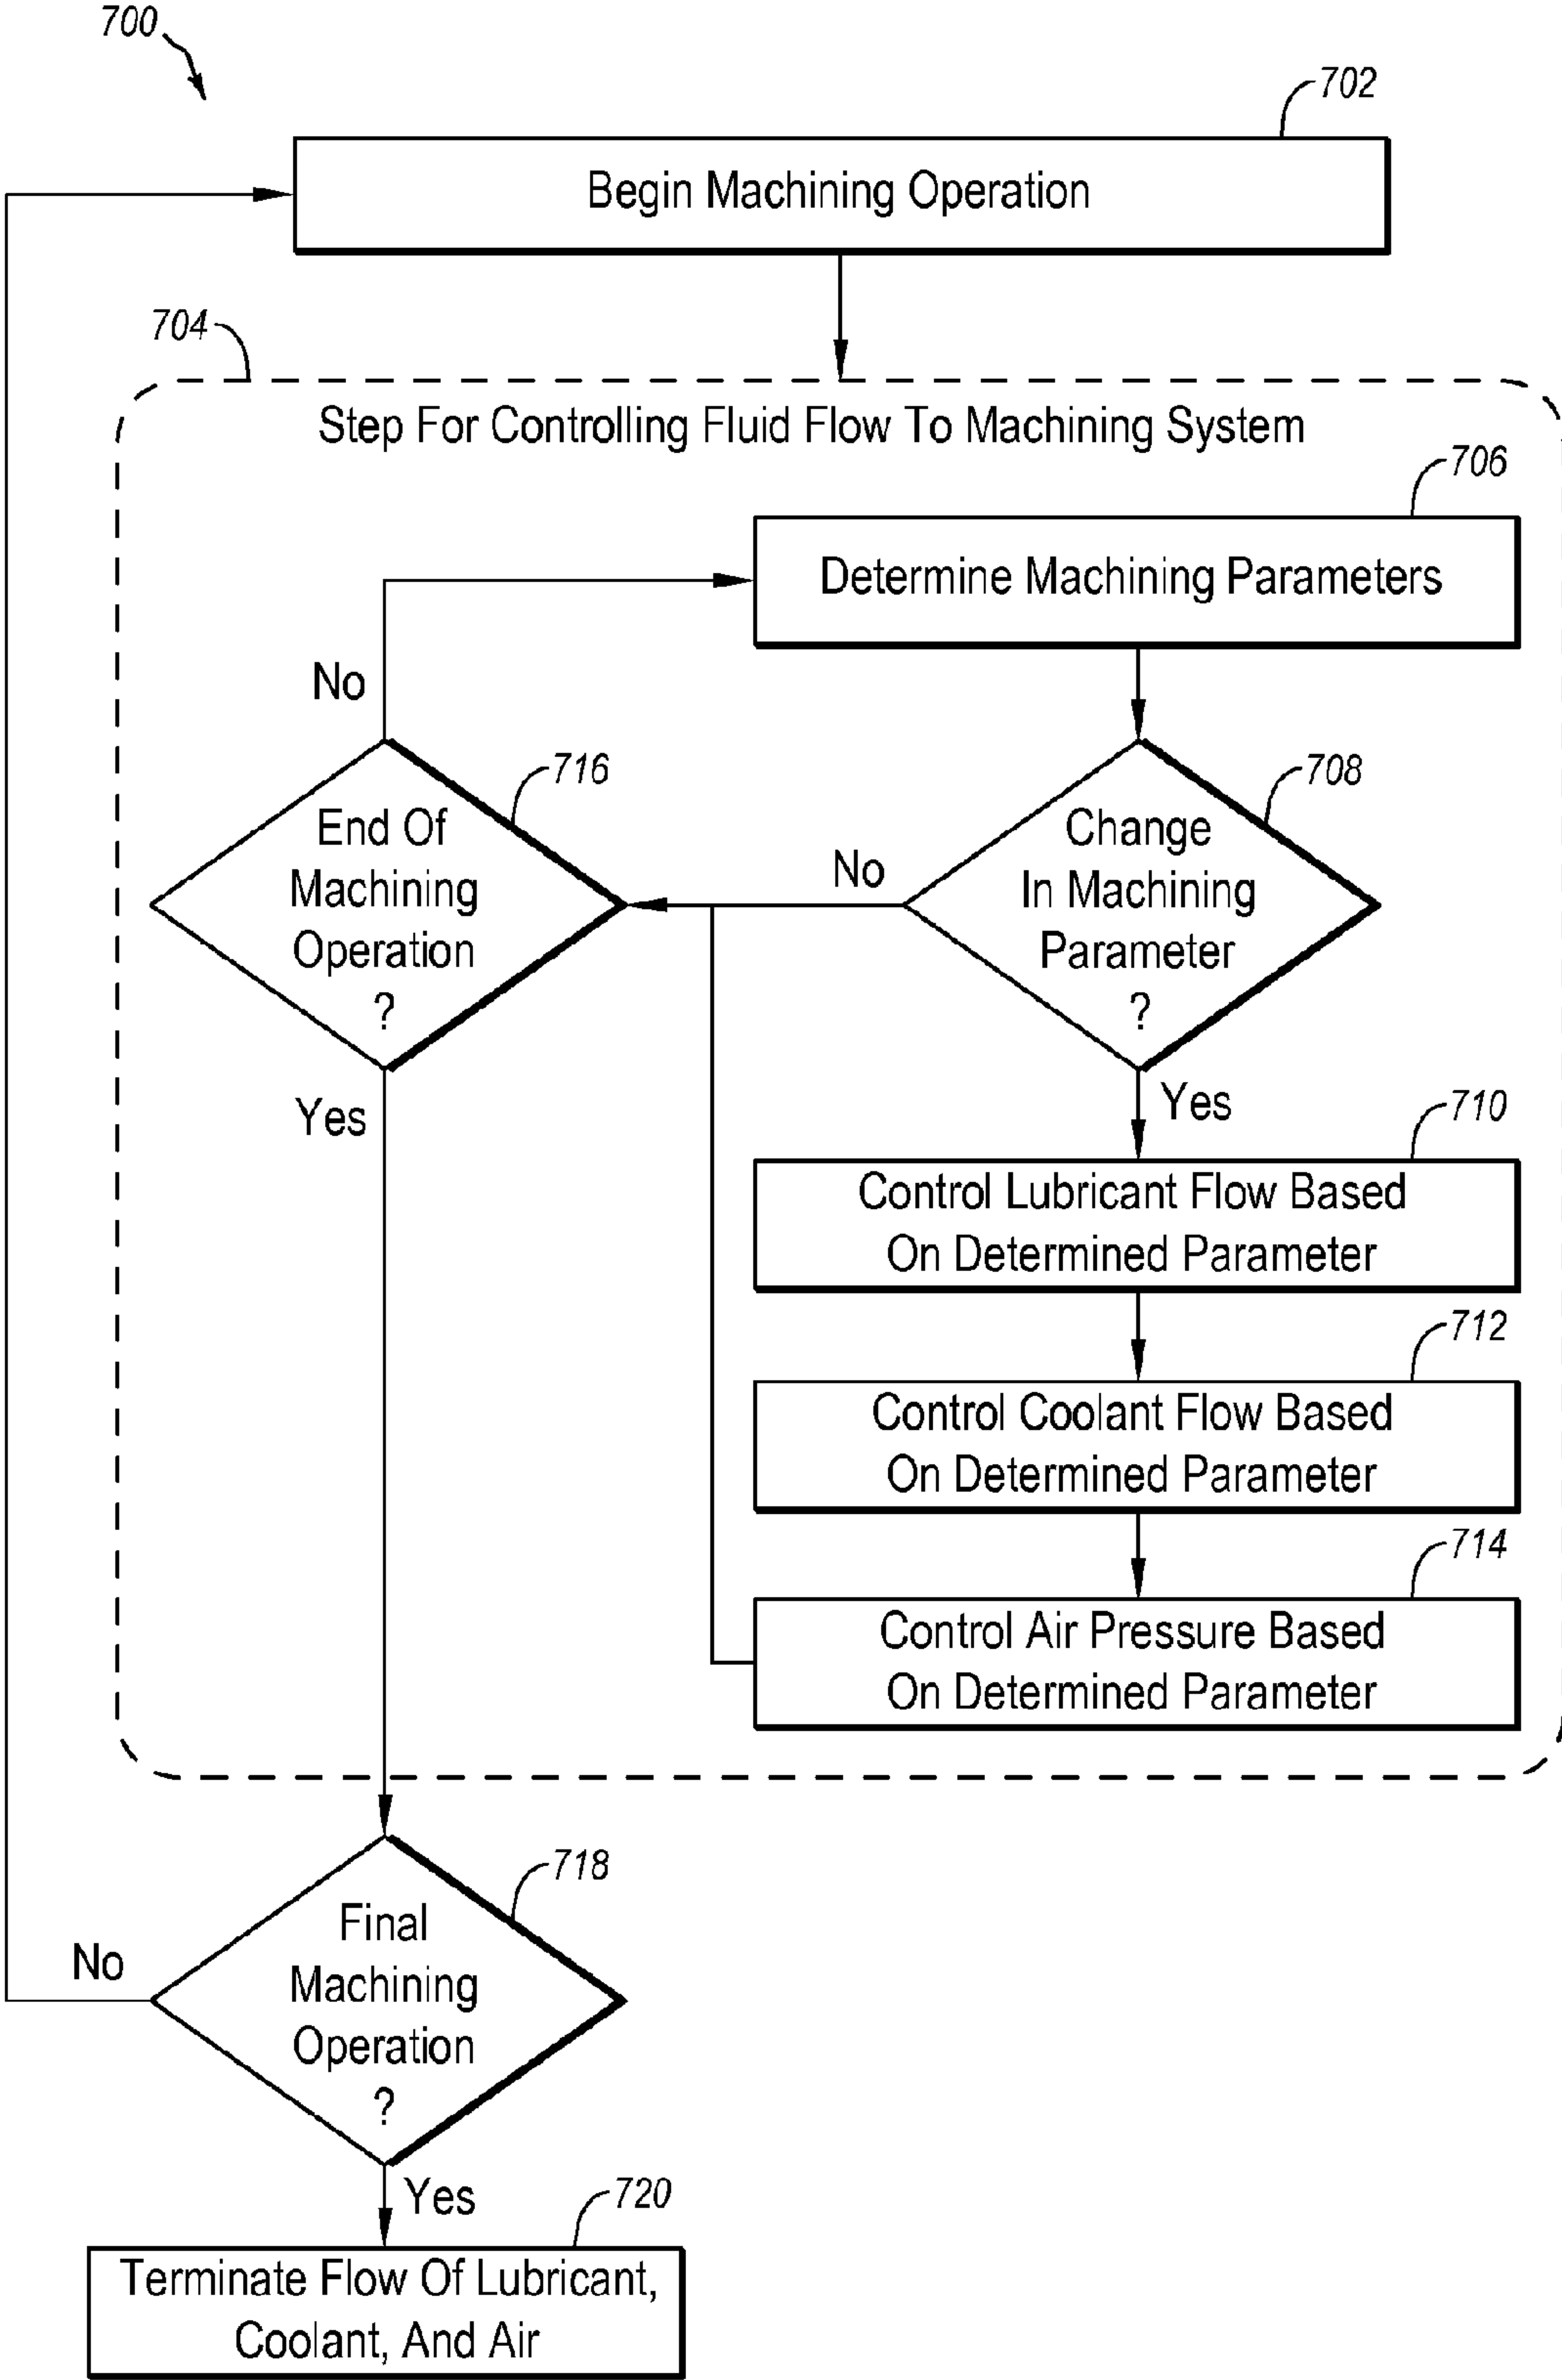 700
702
Begin Machining Operation
704
Step For Controlling Fluid Flow To Machining System
706
Determine Machining Parameters
No
716
End Of
Machining
Operation
?
No
708
Change
In Machining
Parameter
?
Yes
Yes
710
Control Lubricant Flow Based
On Determined Parameter
712
Control Coolant Flow Based
On Determined Parameter
714
Control Air Pressure Based
On Determined Parameter
718
Final
Machining
Operation
?
No
Yes
720
Terminate Flow Of Lubricant,
Coolant, And Air